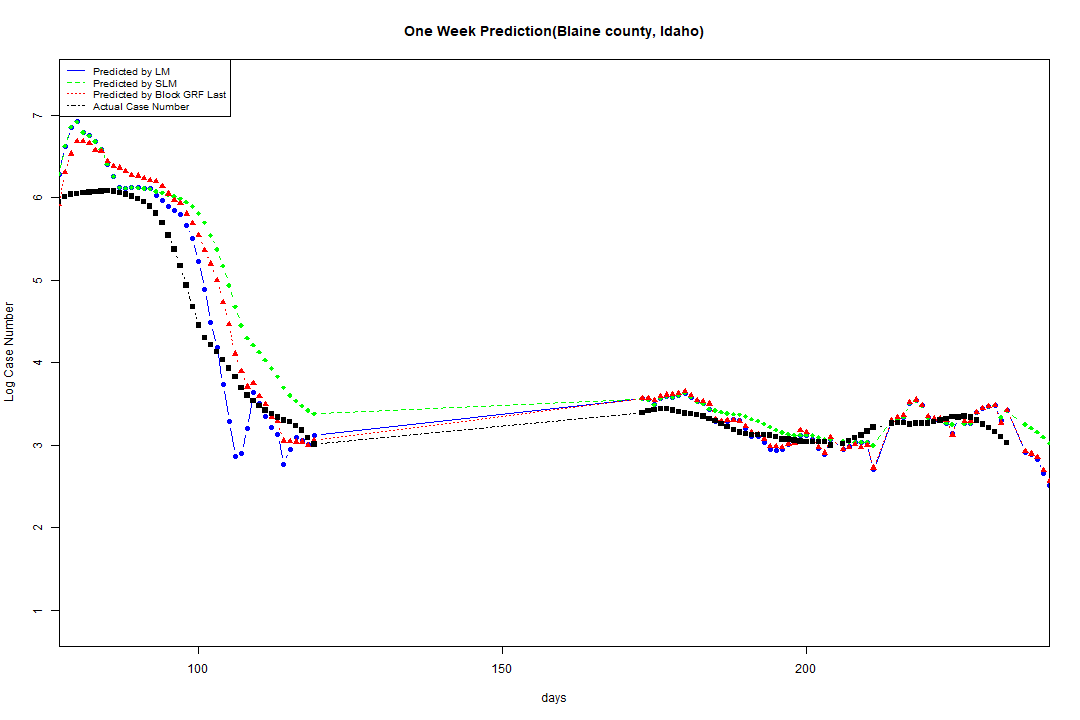 One Week Prediction(Blaine county, Idaho)
Predicted by LM
Predicted by SLM
Predicted by Block GRF Last
Actual Case Number
7
6
5
4
3
2
1
Log Case Number
100
150
200
days